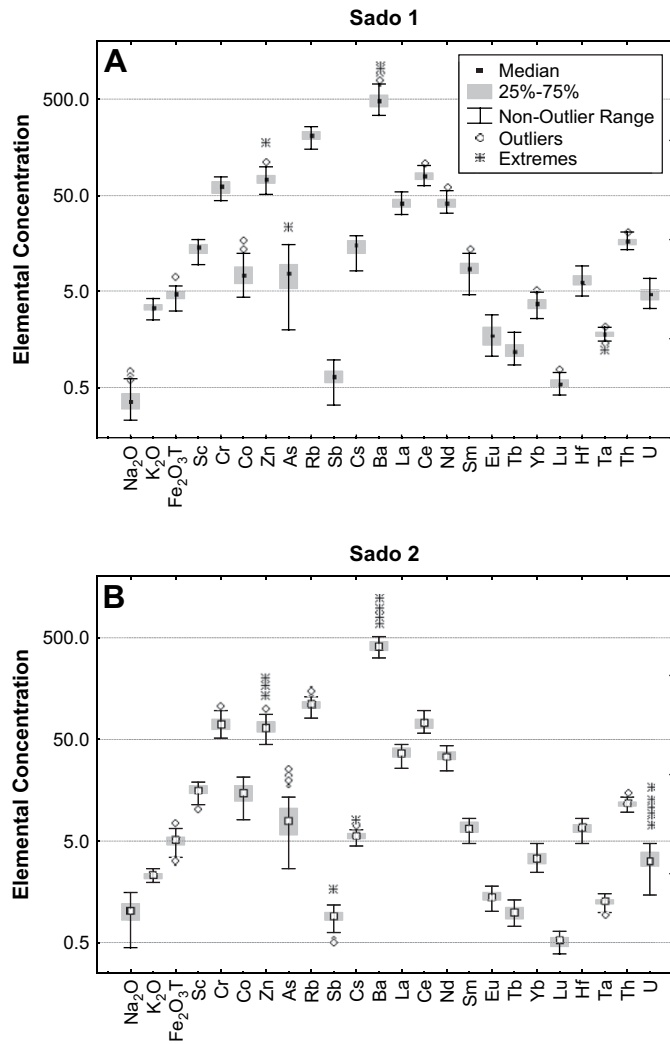 Sado 1
A
Median
25%-75%
Non-Outlier Range
Outliers
Extremes
Elemental Concentration
500.0
50.0
5.0
0.5
Na₂O
K₂O
Fe₂O₃T
Sc
Cr
Co
Zn
As
Rb
Sb
Cs
Ba
La
Ce
Nd
Sm
Eu
Tb
Yb
Lu
Hf
Ta
Th
U
Sado 2
B
Elemental Concentration
500.0
50.0
5.0
0.5
Na₂O
K₂O
Fe₂O₃T
Sc
Cr
Co
Zn
As
Rb
Sb
Cs
Ba
La
Ce
Nd
Sm
Eu
Tb
Yb
Lu
Hf
Ta
Th
U